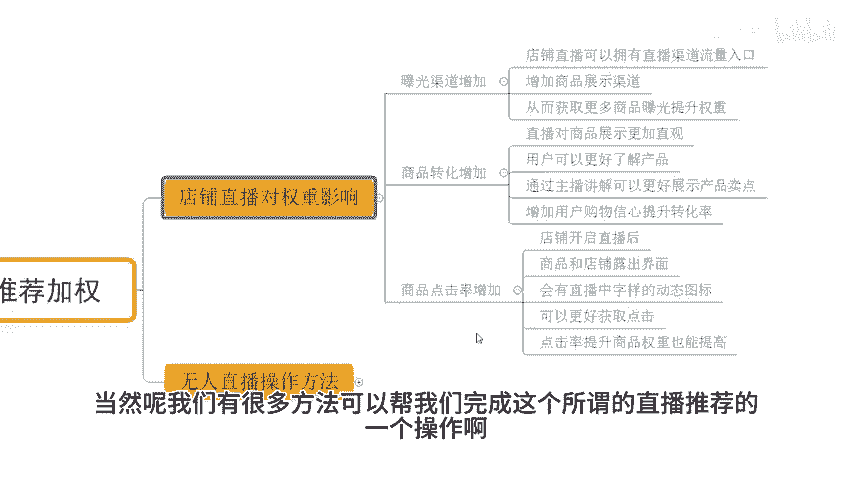 店铺直播可以拥有直播渠道流量入口
曝光渠道增加
增加商品展示渠道
从而获取更多商品曝光提升权重
直播对商品展示更加直观
用户可以更好了解产品
商品转化增加
通过主播讲解可以更好展示产品卖点
店铺直播对权重影响
增加用户购物信心提升转化率
店铺开启直播后
商品和店铺露出界面
推荐加权
商品点击率增加
会有直播中字样的动态图标
可以更好获取点击
点击率提升商品权重也能提高
无人直播操作方法
当然呢我们有很多方法可以帮我们完成这个所谓的直播推荐的
一个操作啊